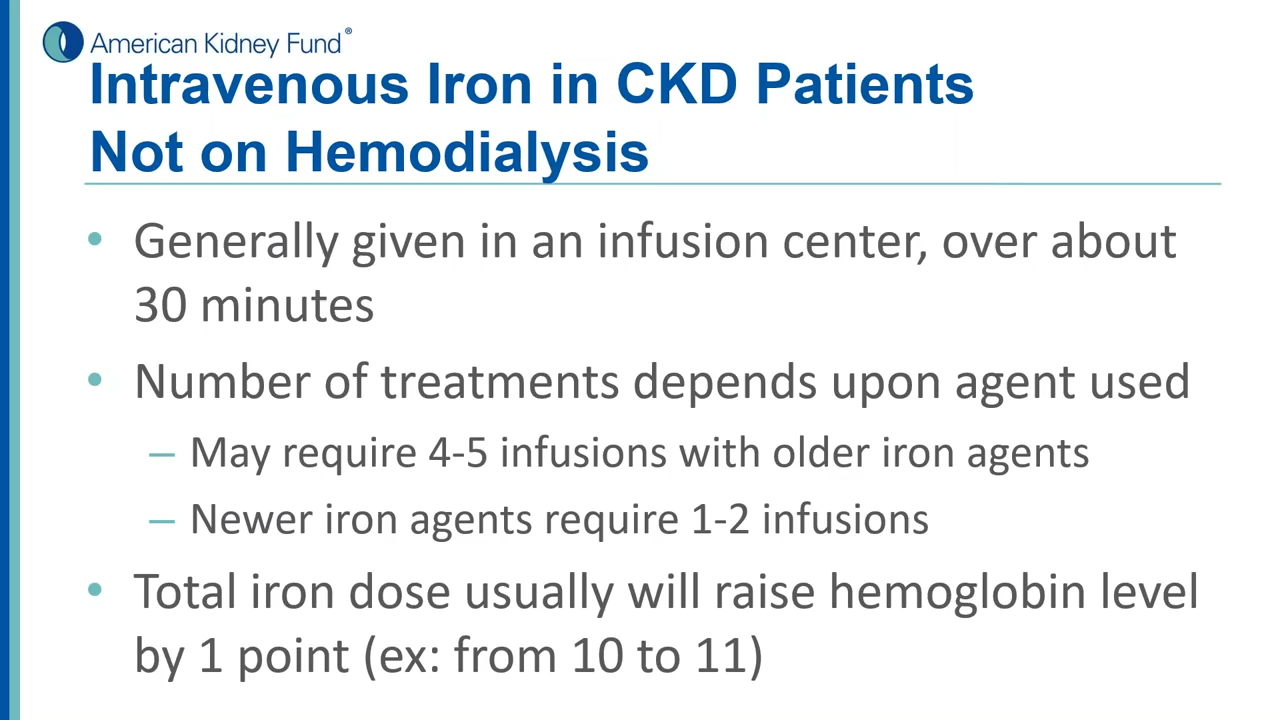 American Kidney Fund®
Intravenous Iron in CKD Patients
Not on Hemodialysis
• Generally given in an infusion center, over about
30 minutes
• Number of treatments depends upon agent used
– May require 4-5 infusions with older iron agents
– Newer iron agents require 1-2 infusions
• Total iron dose usually will raise hemoglobin level
by 1 point (ex: from 10 to 11)